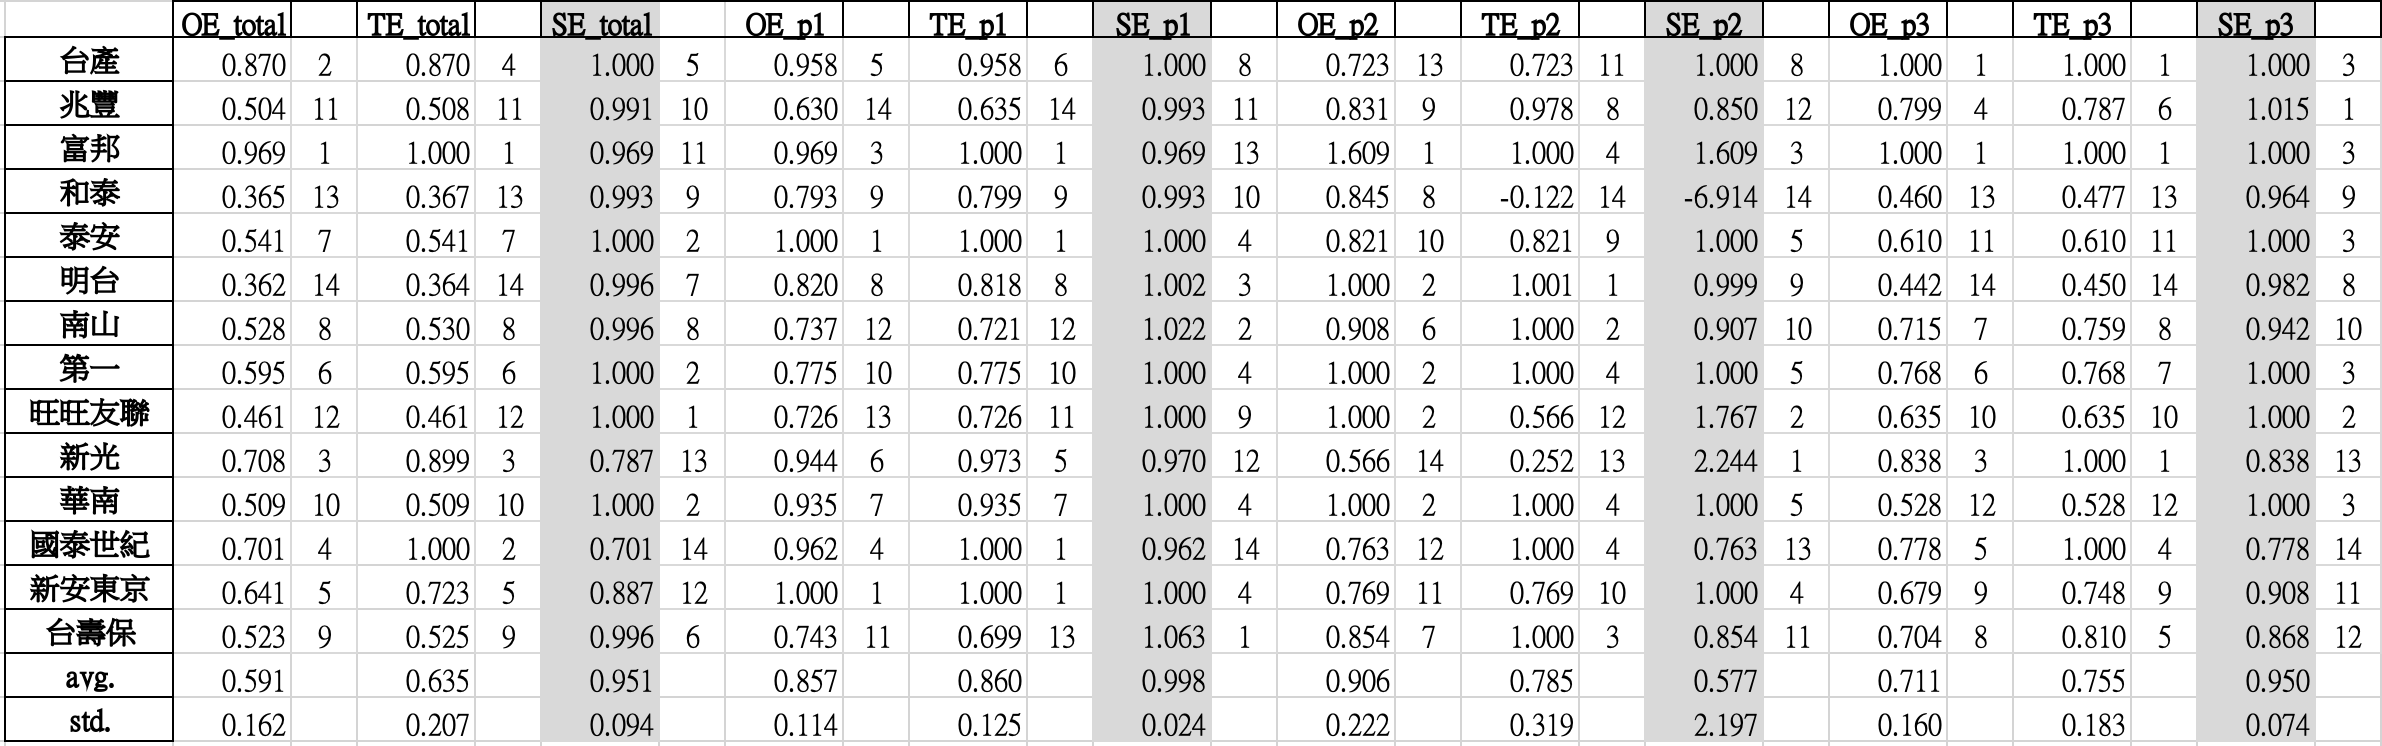 OE_total TE_total SE_total OE_p1 TE_p1 SE_p1 OE_p2 TE_p2 SE_p2 OE_p3 TE_p3 SE_p3
台產 0.870 2 0.870 4 1.000 5 0.958 5 0.958 6 1.000 8 0.723 13 0.723 11 1.000 8 1.000 1 1.000 1 1.000 3
兆豐 0.504 11 0.508 11 0.991 10 0.630 14 0.635 14 0.993 11 0.831 9 0.978 8 0.850 12 0.799 4 0.787 6 1.015 1
富邦 0.969 1 1.000 1 0.969 11 0.969 3 1.000 1 0.969 13 1.609 1 1.000 4 1.609 3 1.000 1 1.000 1 1.000 3
和泰 0.365 13 0.367 13 0.993 9 0.793 9 0.799 9 0.993 10 0.845 8 -0.122 14 -6.914 14 0.460 13 0.477 13 0.964 9
泰安 0.541 7 0.541 7 1.000 2 1.000 1 1.000 1 1.000 4 0.821 10 0.821 9 1.000 5 0.610 11 0.610 11 1.000 3
明台 0.362 14 0.364 14 0.996 7 0.820 8 0.818 8 1.002 3 1.000 2 1.001 1 0.999 9 0.442 14 0.450 14 0.982 8
南山 0.528 8 0.530 8 0.996 8 0.737 12 0.721 12 1.022 2 0.908 6 1.000 2 0.907 10 0.715 7 0.759 8 0.942 10
第一 0.595 6 0.595 6 1.000 2 0.775 10 0.775 10 1.000 4 1.000 2 1.000 4 1.000 5 0.768 6 0.768 7 1.000 3
旺旺友聯 0.461 12 0.461 12 1.000 1 0.726 13 0.726 11 1.000 9 1.000 2 0.566 12 1.767 2 0.635 10 0.635 10 1.000 2
新光 0.708 3 0.899 3 0.787 13 0.944 6 0.973 5 0.970 12 0.566 14 0.252 13 2.244 1 0.838 3 1.000 1 0.838 13
華南 0.509 10 0.509 10 1.000 2 0.935 7 0.935 7 1.000 4 1.000 2 1.000 4 1.000 5 0.528 12 0.528 12 1.000 3
國泰世紀 0.701 4 1.000 2 0.701 14 0.962 4 1.000 1 0.962 14 0.763 12 1.000 4 0.763 13 0.778 5 1.000 4 0.778 14
新安東京 0.641 5 0.723 5 0.887 12 1.000 1 1.000 1 1.000 4 0.769 11 0.769 10 1.000 4 0.679 9 0.748 9 0.908 11
台壽保 0.523 9 0.525 9 0.996 6 0.743 11 0.699 13 1.063 1 0.854 7 1.000 3 0.854 11 0.704 8 0.810 5 0.868 12
avg. 0.591 0.635 0.951 0.857 0.860 0.998 0.906 0.785 0.577 0.711 0.755 0.950
std. 0.162 0.207 0.094 0.114 0.125 0.024 0.222 0.319 2.197 0.160 0.183 0.074